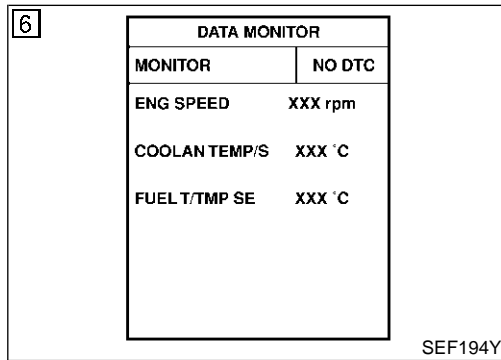 6
DATA MONITOR
MONITOR NO DTC
ENG SPEED XXX rpm
COOLAN TEMP/S XXX °C
FUEL T/TMP SE XXX °C
SEF194Y